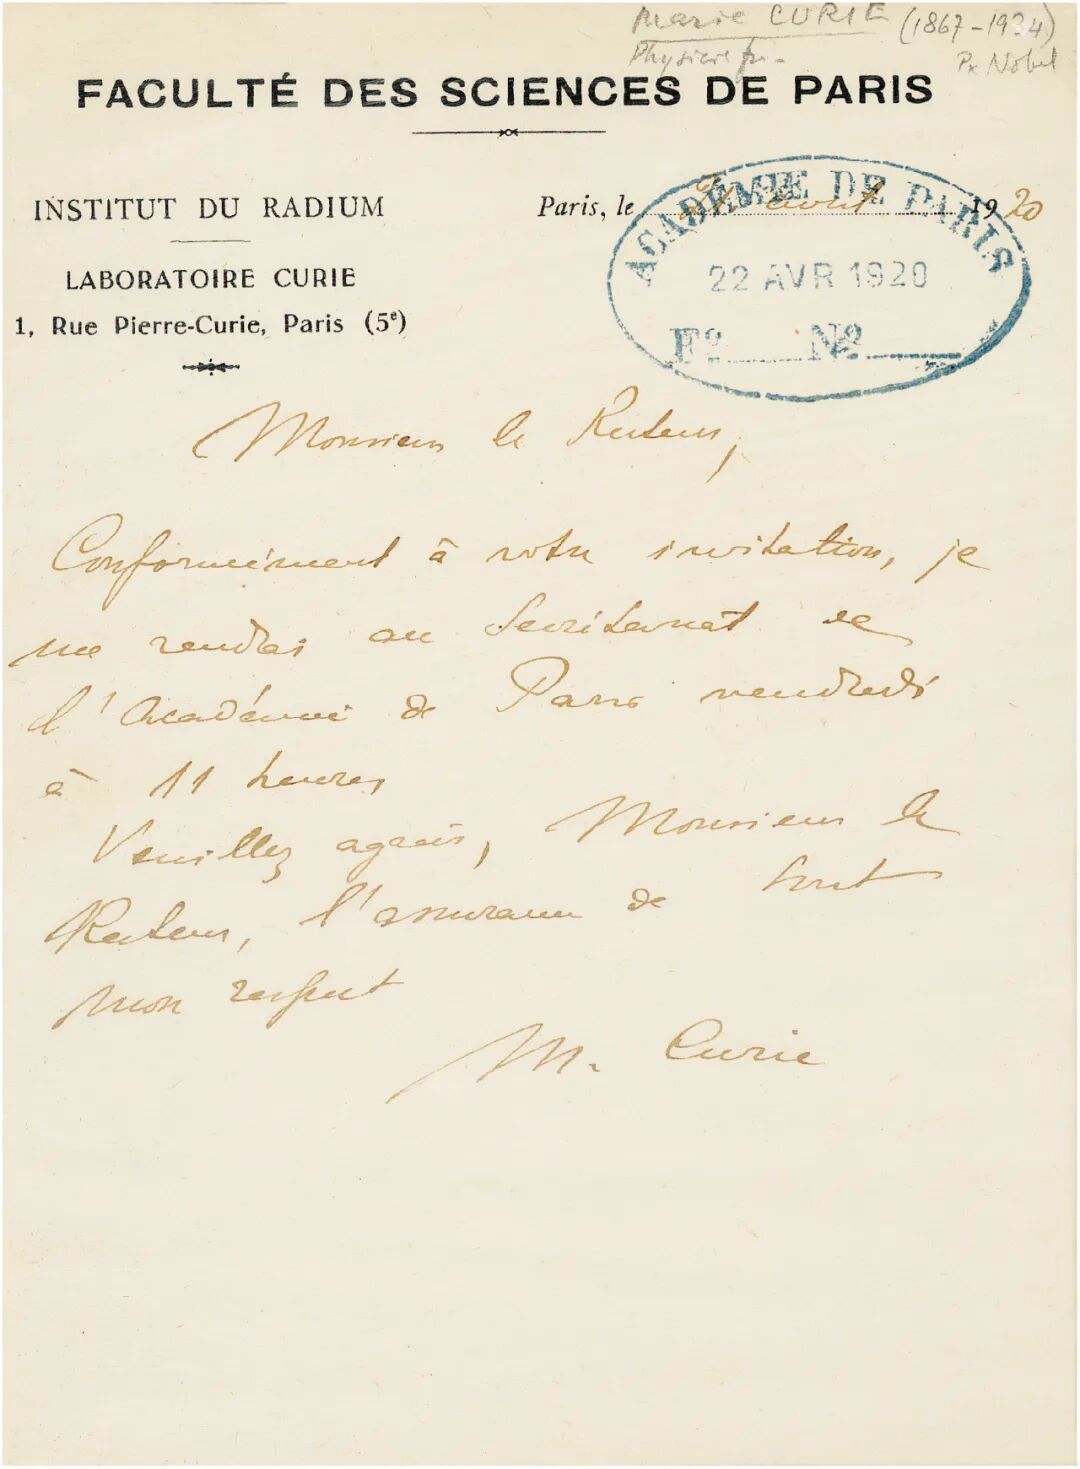 Marie CURIE (1867-1934)
Physicie fr. Px Nobel
FACULTÉ DES SCIENCES DE PARIS
INSTITUT DU RADIUM
LABORATOIRE CURIE
1, Rue Pierre-Curie, Paris (5e)
Paris, le avril 1920
ACADÉMIE DE PARIS
22 AVR 1920
Fº Nº
Monsieur le Recteur,
Conformément à votre invitation, je
me rendrai au Secrétariat de
l'Académie de Paris vendredi
à 11 heures
Veuillez agréer, Monsieur le
Recteur, l'assurance de tout
mon respect
M. Curie